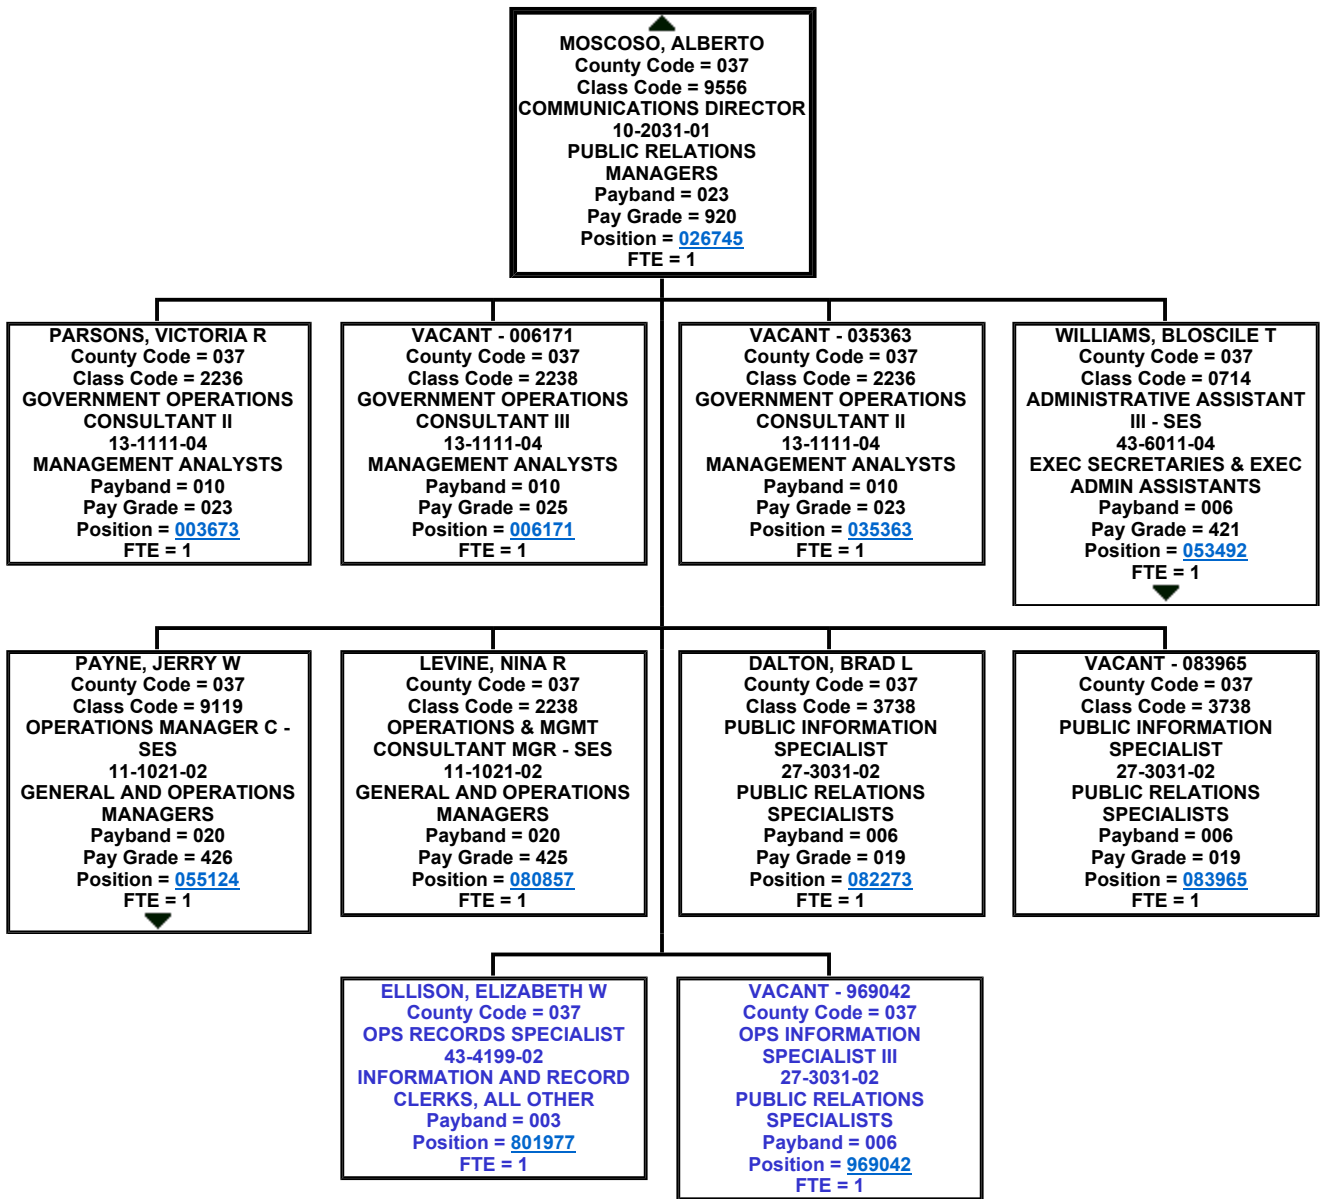 MOSCOSO, ALBERTO
County Code = 037
Class Code = 9556
COMMUNICATIONS DIRECTOR
10-2031-01
PUBLIC RELATIONS
MANAGERS
Payband = 023
Pay Grade = 920
Position = 026745
FTE = 1
PARSONS, VICTORIA R
County Code = 037
Class Code = 2236
GOVERNMENT OPERATIONS
CONSULTANT II
13-1111-04
MANAGEMENT ANALYSTS
Payband = 010
Pay Grade = 023
Position = 003673
FTE = 1
VACANT - 006171
County Code = 037
Class Code = 2238
GOVERNMENT OPERATIONS
CONSULTANT III
13-1111-04
MANAGEMENT ANALYSTS
Payband = 010
Pay Grade = 025
Position = 006171
FTE = 1
VACANT - 035363
County Code = 037
Class Code = 2236
GOVERNMENT OPERATIONS
CONSULTANT II
13-1111-04
MANAGEMENT ANALYSTS
Payband = 010
Pay Grade = 023
Position = 035363
FTE = 1
WILLIAMS, BLOSCILE T
County Code = 037
Class Code = 0714
ADMINISTRATIVE ASSISTANT
III - SES
43-6011-04
EXEC SECRETARIES & EXEC
ADMIN ASSISTANTS
Payband = 006
Pay Grade = 421
Position = 053492
FTE = 1
PAYNE, JERRY W
County Code = 037
Class Code = 9119
OPERATIONS MANAGER C -
SES
11-1021-02
GENERAL AND OPERATIONS
MANAGERS
Payband = 020
Pay Grade = 426
Position = 055124
FTE = 1
LEVINE, NINA R
County Code = 037
Class Code = 2238
OPERATIONS & MGMT
CONSULTANT MGR - SES
11-1021-02
GENERAL AND OPERATIONS
MANAGERS
Payband = 020
Pay Grade = 425
Position = 080857
FTE = 1
DALTON, BRAD L
County Code = 037
Class Code = 3738
PUBLIC INFORMATION
SPECIALIST
27-3031-02
PUBLIC RELATIONS
SPECIALISTS
Payband = 006
Pay Grade = 019
Position = 082273
FTE = 1
VACANT - 083965
County Code = 037
Class Code = 3738
PUBLIC INFORMATION
SPECIALIST
27-3031-02
PUBLIC RELATIONS
SPECIALISTS
Payband = 006
Pay Grade = 019
Position = 083965
FTE = 1
ELLISON, ELIZABETH W
County Code = 037
OPS RECORDS SPECIALIST
43-4199-02
INFORMATION AND RECORD
CLERKS, ALL OTHER
Payband = 003
Position = 801977
FTE = 1
VACANT - 969042
County Code = 037
OPS INFORMATION
SPECIALIST III
27-3031-02
PUBLIC RELATIONS
SPECIALISTS
Payband = 006
Position = 969042
FTE = 1